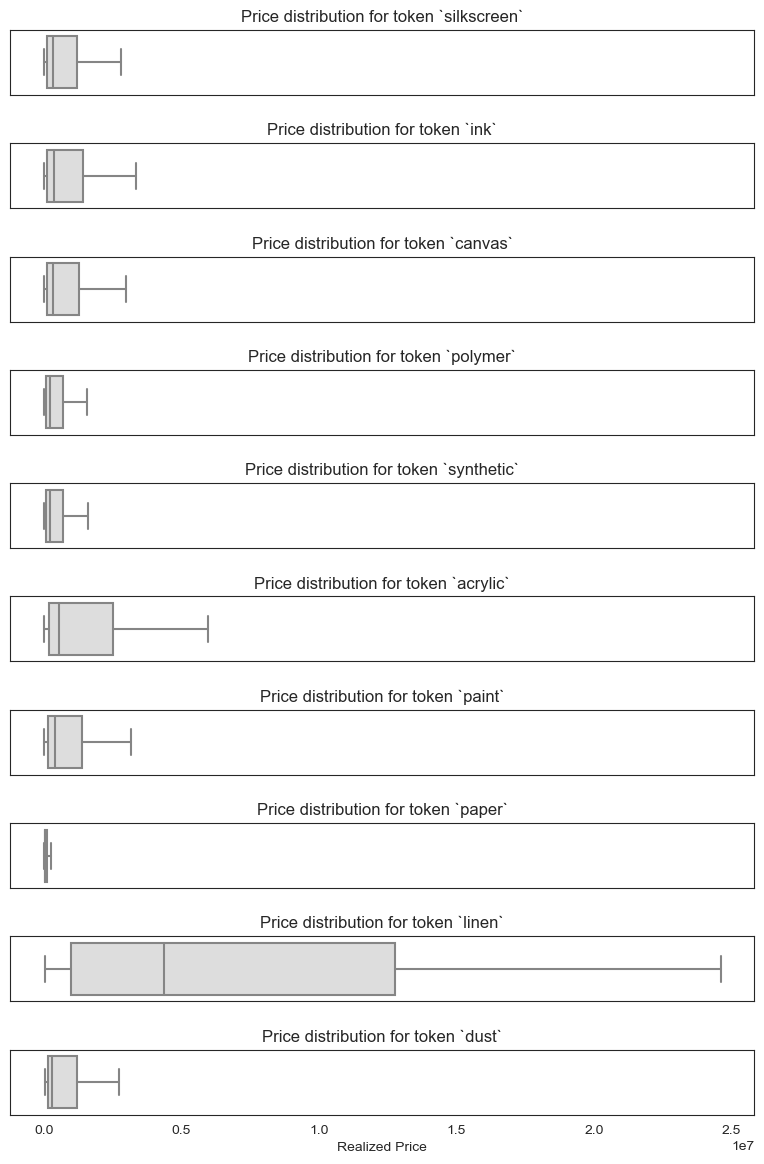 Price distribution for token `silkscreen`
Price distribution for token `ink`
Price distribution for token `canvas`
Price distribution for token `polymer`
Price distribution for token `synthetic`
Price distribution for token `acrylic`
Price distribution for token `paint`
Price distribution for token `paper`
Price distribution for token `linen`
Price distribution for token `dust`
0.0 0.5 1.0 1.5 2.0 2.5
Realized Price 1e7